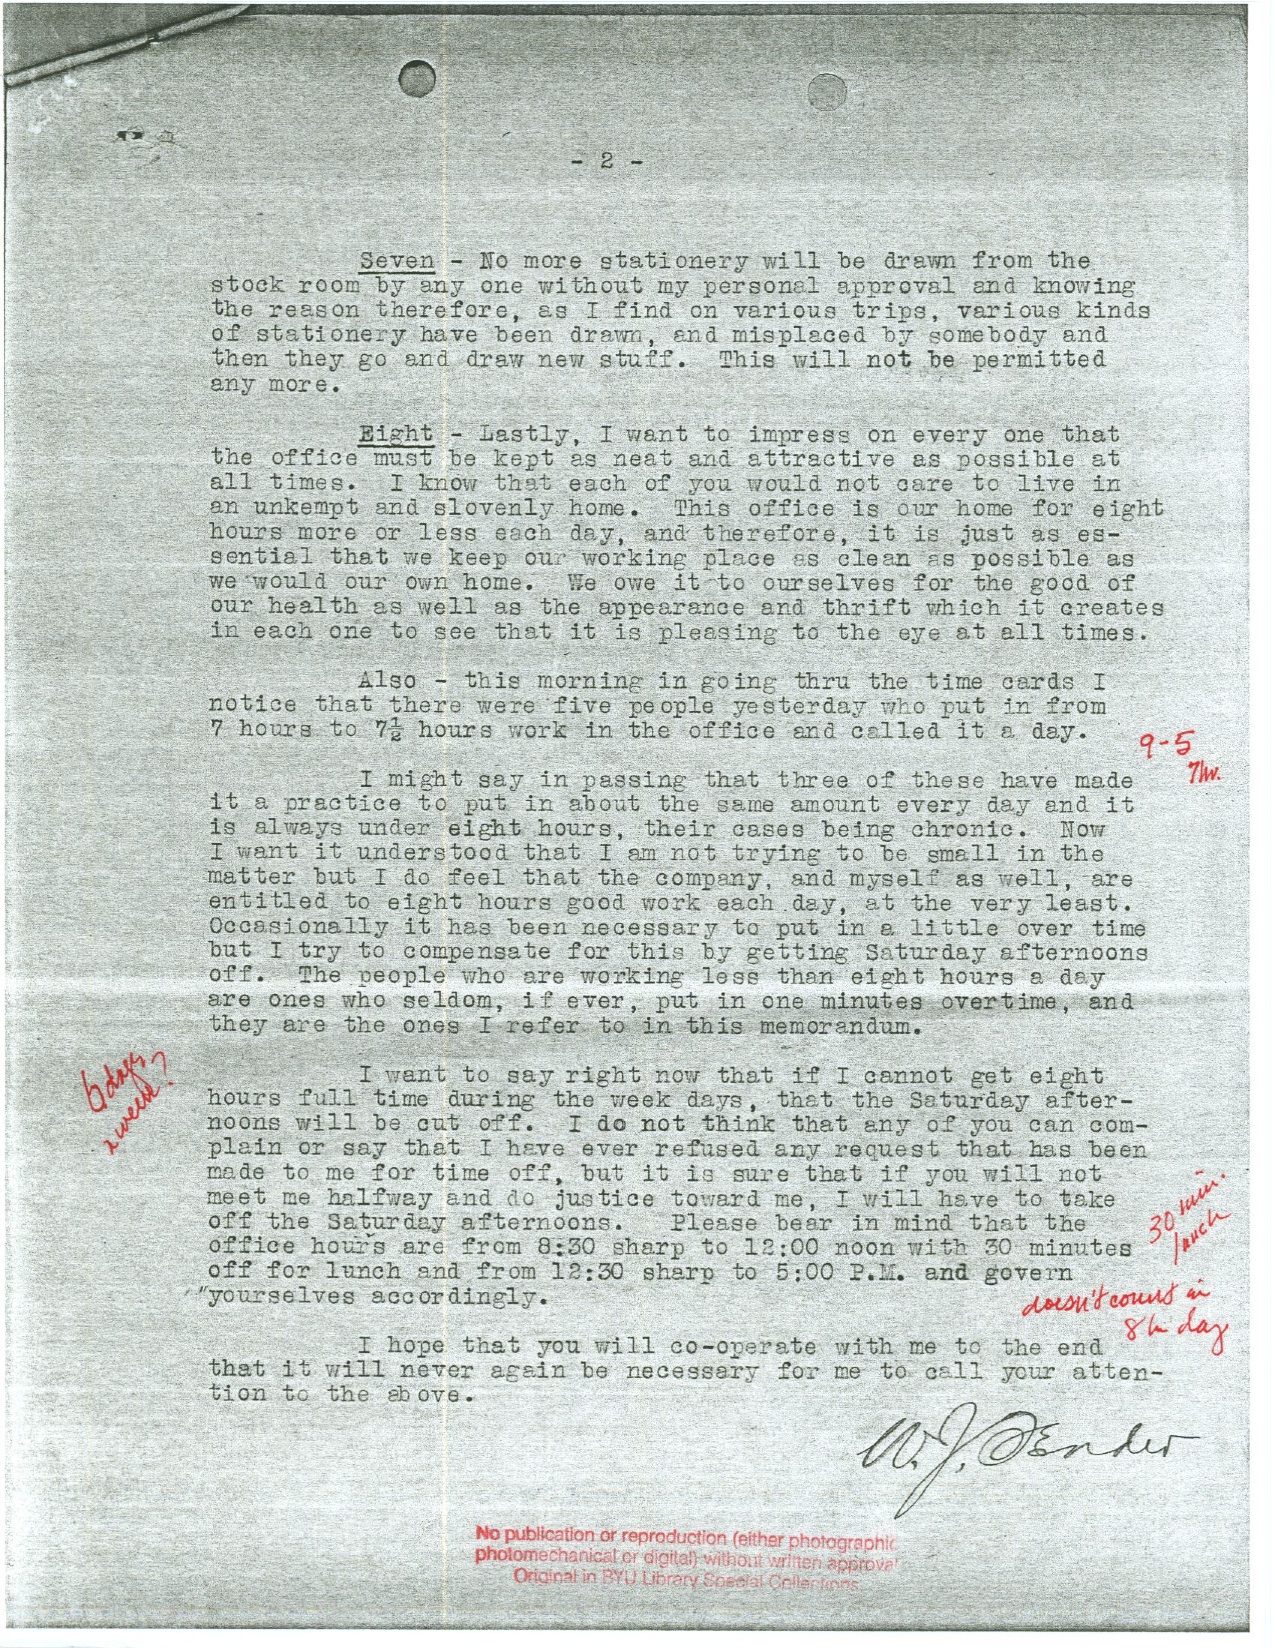 - 2 -
Seven - No more stationery will be drawn from the
stock room by any one without my personal approval and knowing
the reason therefore, as I find on various trips, various kinds
of stationery have been drawn, and misplaced by somebody and
then they go and draw new stuff. This will not be permitted
any more.
Eight - Lastly, I want to impress on every one that
the office must be kept as neat and attractive as possible at
all times. I know that each of you would not care to live in
an unkempt and slovenly home. This office is our home for eight
hours more or less each day, and therefore, it is just as es-
sential that we keep our working place as clean as possible as
we would our own home. We owe it to ourselves for the good of
our health as well as the appearance and thrift which it creates
in each one to see that it is pleasing to the eye at all times.
Also - this morning in going thru the time cards I
notice that there were five people yesterday who put in from
7 hours to 7½ hours work in the office and called it a day.
9-5
7hr.
I might say in passing that three of these have made
it a practice to put in about the same amount every day and it
is always under eight hours, their cases being chronic. Now
I want it understood that I am not trying to be small in the
matter but I do feel that the company, and myself as well, are
entitled to eight hours good work each day, at the very least.
Occasionally it has been necessary to put in a little over time
but I try to compensate for this by getting Saturday afternoons
off. The people who are working less than eight hours a day
are ones who seldom, if ever, put in one minutes overtime, and
they are the ones I refer to in this memorandum.
6 days
a week?
I want to say right now that if I cannot get eight
hours full time during the week days, that the Saturday after-
noons will be cut off. I do not think that any of you can com-
plain or say that I have ever refused any request that has been
made to me for time off, but it is sure that if you will not
meet me halfway and do justice toward me, I will have to take
off the Saturday afternoons. Please bear in mind that the
office hours are from 8:30 sharp to 12:00 noon with 30 minutes
off for lunch and from 12:30 sharp to 5:00 P.M. and govern
yourselves accordingly.
30 min.
lunch
doesn't count in
8 h day
I hope that you will co-operate with me to the end
that it will never again be necessary for me to call your atten-
tion to the above.
W. J.
No publication or reproduction (either photographic
photomechanical or digital) without written approval
Original in BYU Library Special Collections